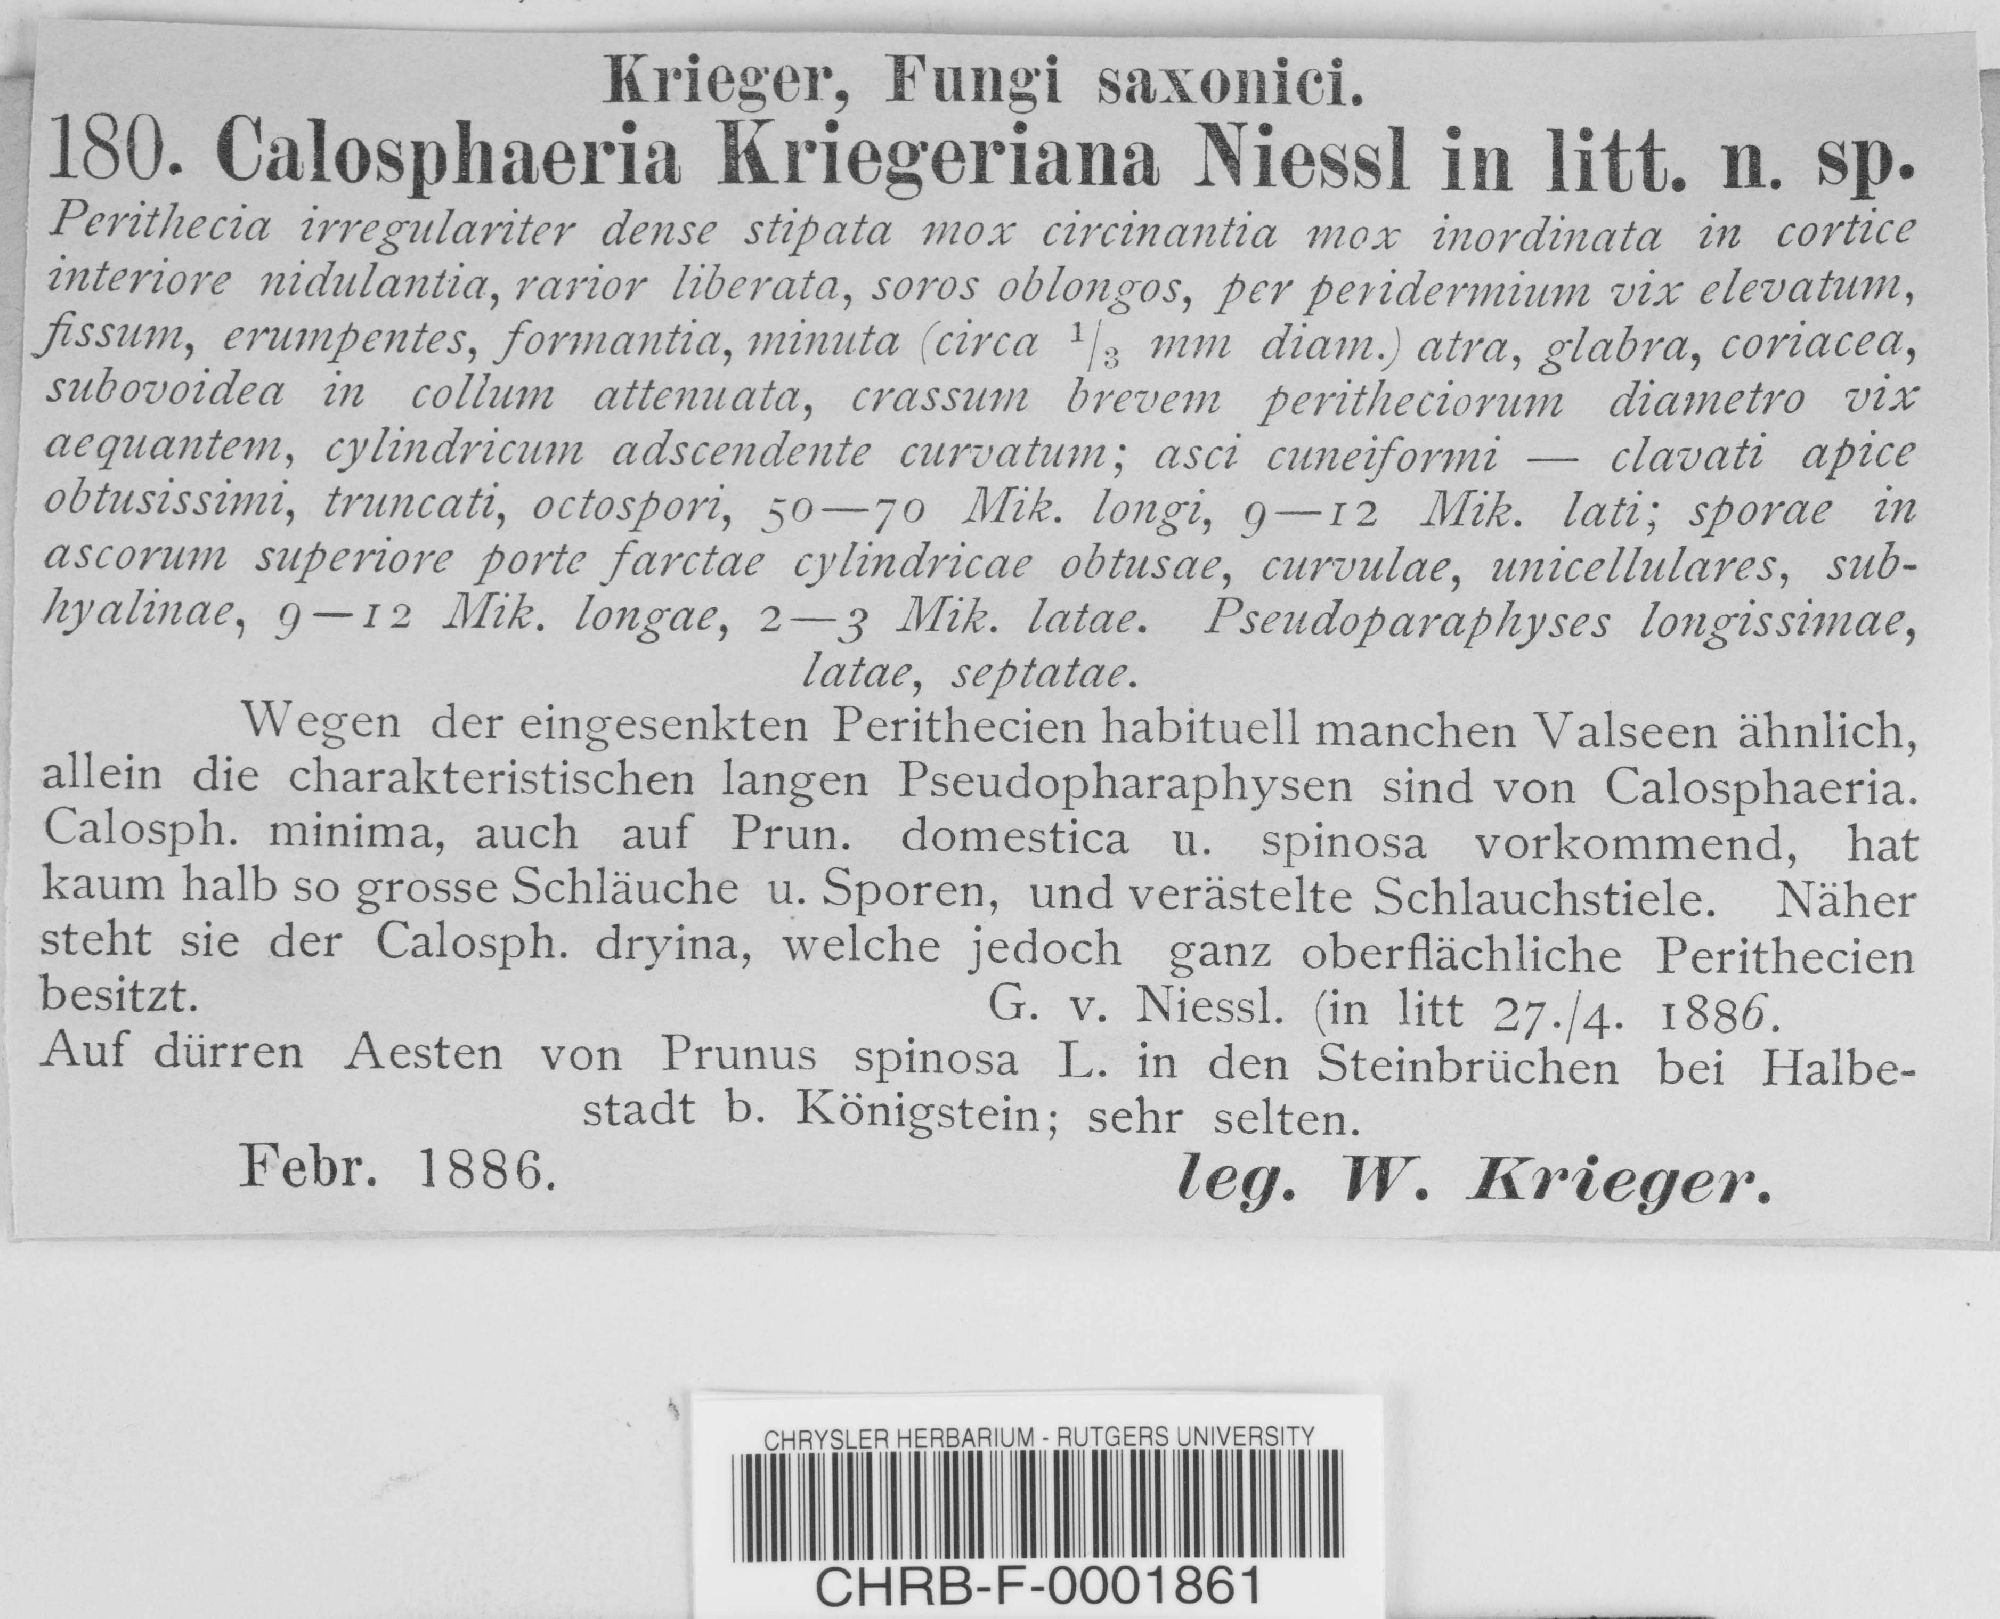 Krieger, Fungi saxonici.
180. Calosphaeria Kriegeriana Niessl in litt. n. sp.
Perithecia irregulariter dense stipata mox circinantia mox inordinata in cortice
interiore nidulantia, rarior liberata, soros oblongos, per peridermium vix elevatum,
fissum, erumpentes, formantia, minuta (circa 1/3 mm diam.) atra, glabra, coriacea,
subovoidea in collum attenuata, crassum brevem peritheciorum diametro vix
aequantem, cylindricum adscendente curvatum; asci cuneiformi — clavati apice
obtusissimi, truncati, octospori, 50—70 Mik. longi, 9—12 Mik. lati; sporae in
ascorum superiore porte farctae cylindricae obtusae, curvulae, unicellulares, sub-
hyalinae, 9—12 Mik. longae, 2—3 Mik. latae. Pseudoparaphyses longissimae,
latae, septatae.
Wegen der eingesenkten Perithecien habituell manchen Valseen ähnlich,
allein die charakteristischen langen Pseudopharaphysen sind von Calosphaeria.
Calosph. minima, auch auf Prun. domestica u. spinosa vorkommend, hat
kaum halb so grosse Schläuche u. Sporen, und verästelte Schlauchstiele. Näher
steht sie der Calosph. dryina, welche jedoch ganz oberflächliche Perithecien
besitzt. G. v. Niessl. (in litt 27./4. 1886.
Auf dürren Aesten von Prunus spinosa L. in den Steinbrüchen bei Halbe-
stadt b. Königstein; sehr selten.
Febr. 1886. leg. W. Krieger.
CHRYSLER HERBARIUM - RUTGERS UNIVERSITY
CHRB-F-0001861